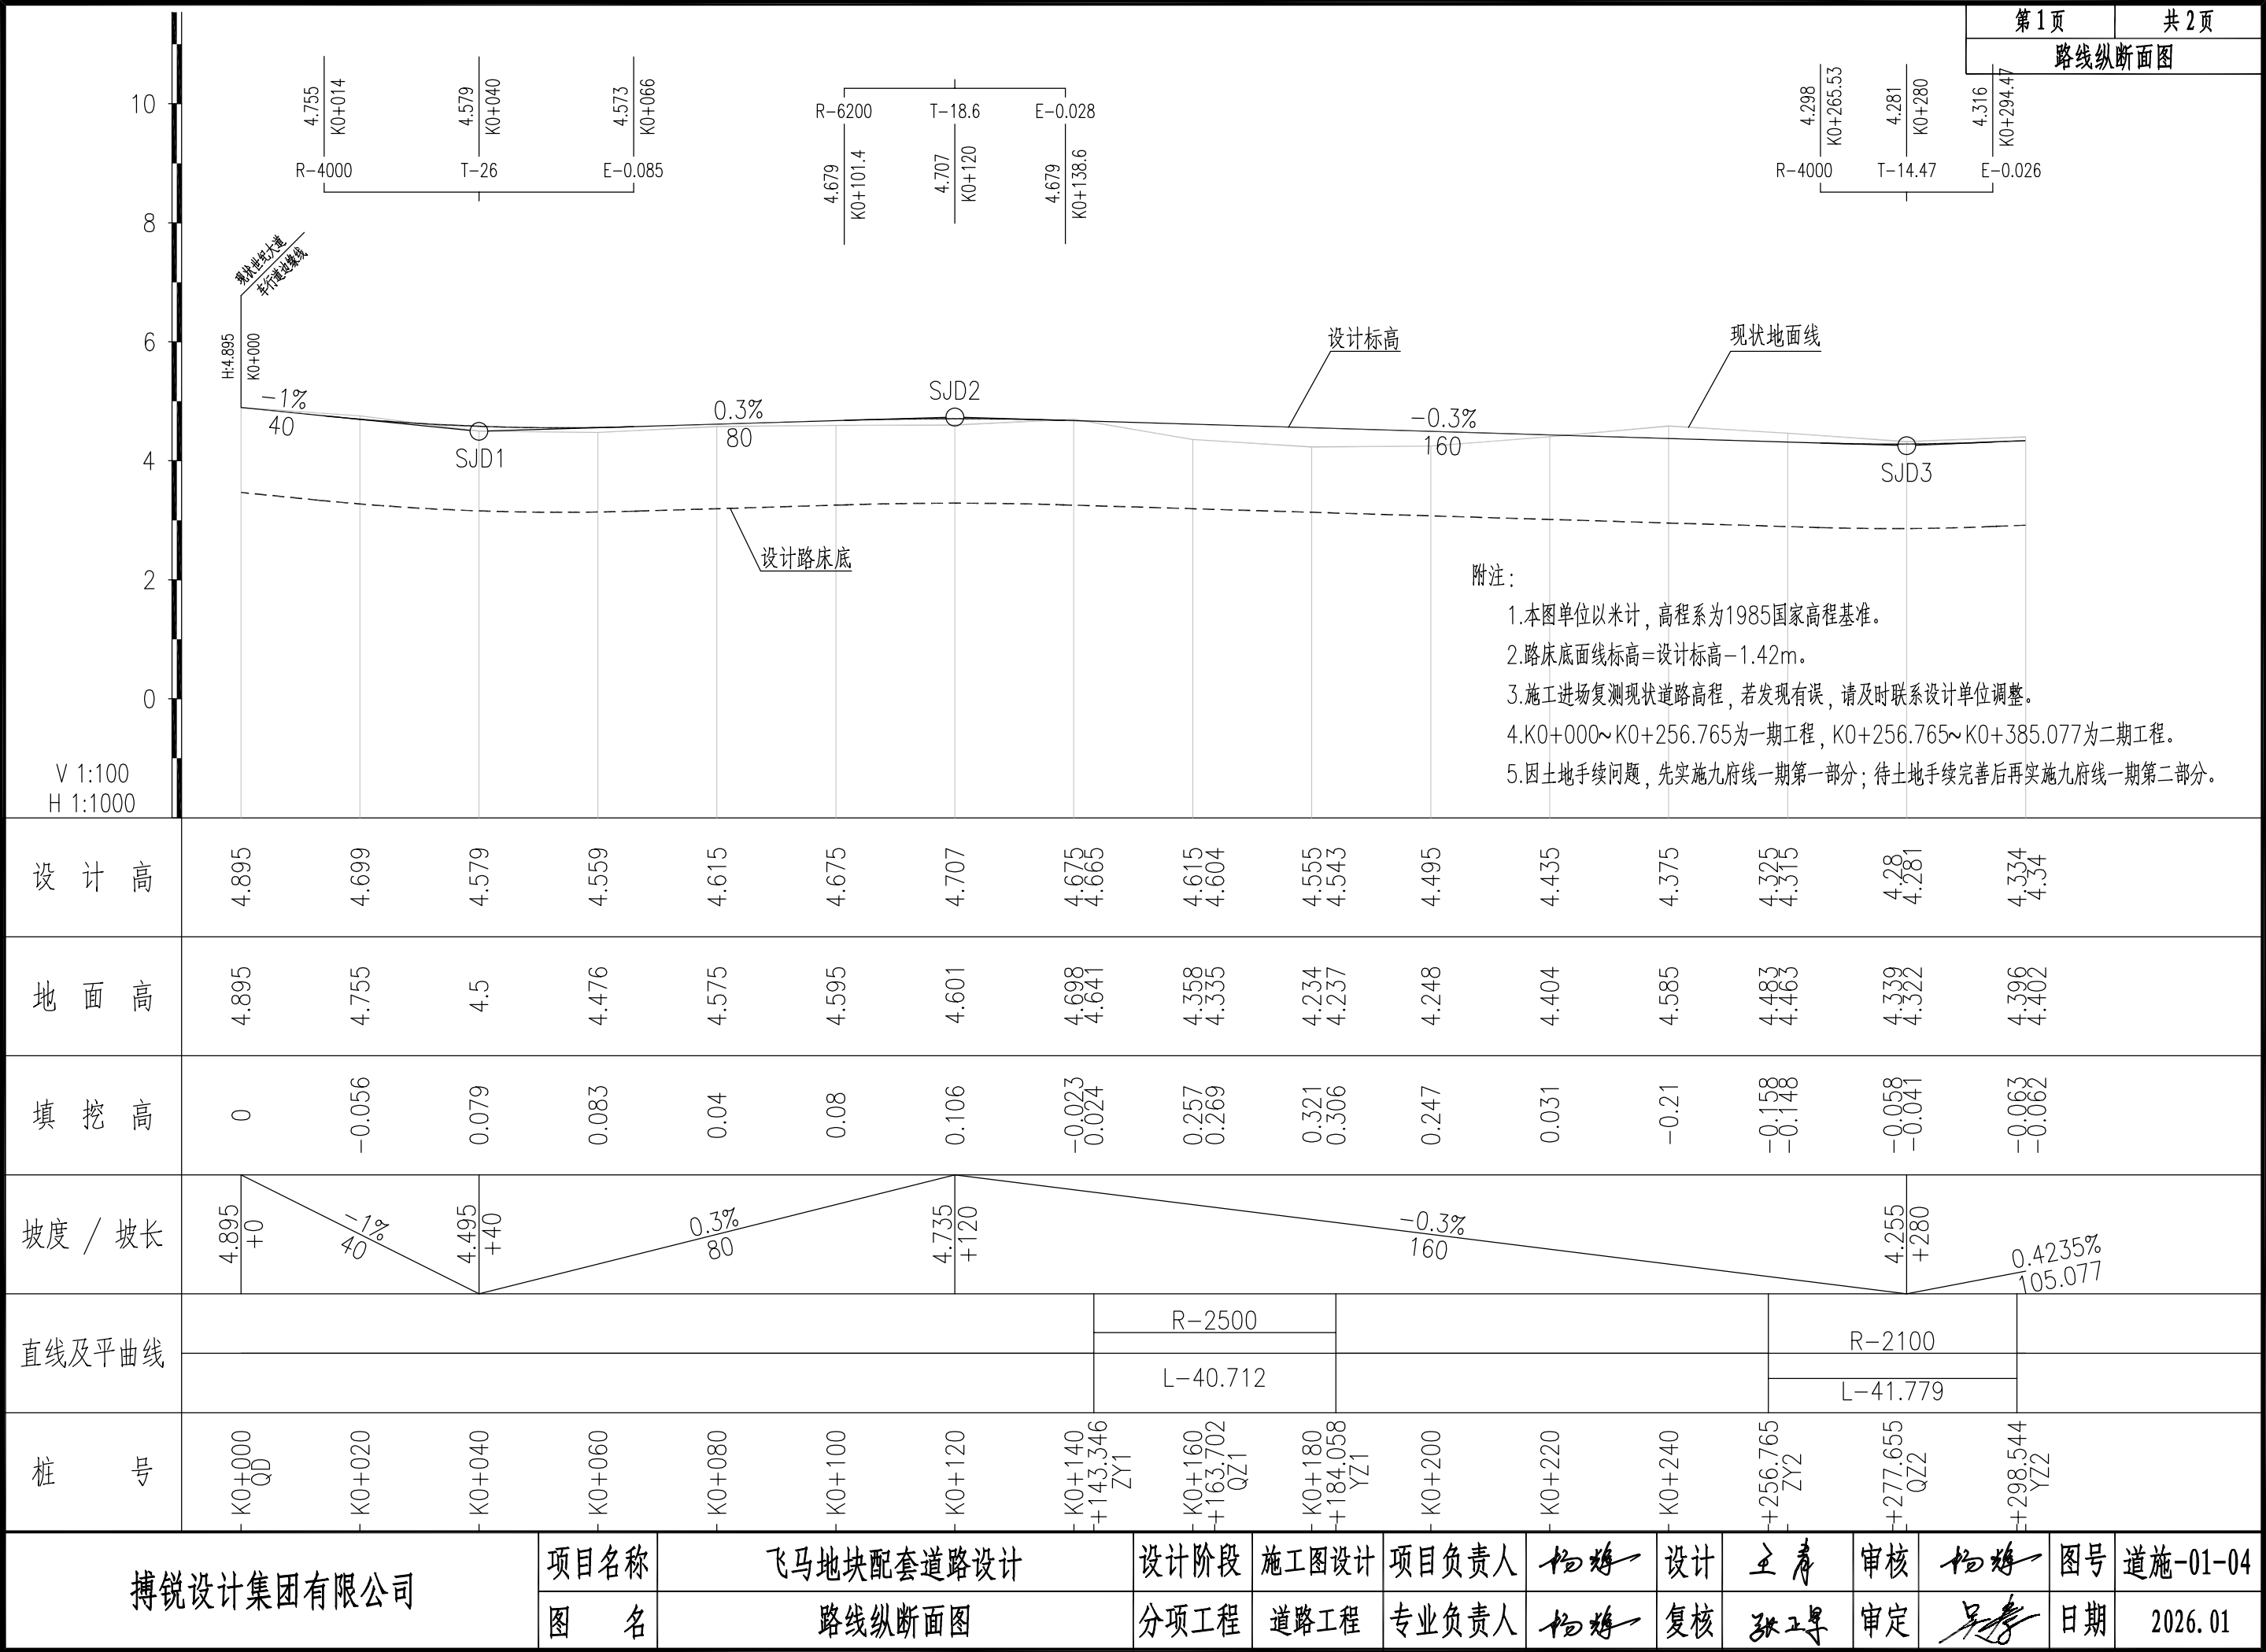 第1页 共2页
路线纵断面图
10
8
6
4
2
0
V 1:100
H 1:1000
4.755 K0+014
4.579 K0+040
4.573 K0+066
R-4000 T-26 E-0.085
R-6200 T-18.6 E-0.028
4.679 K0+101.4
4.707 K0+120
4.679 K0+138.6
4.298 K0+265.53
4.281 K0+280
4.316 K0+294.47
R-4000 T-14.47 E-0.026
现状世纪大道
车行道边缘线
H:4.895
K0+000
-1%
40
SJD1
0.3%
80
SJD2
设计标高
-0.3%
160
现状地面线
SJD3
设计路床底
附注：
1.本图单位以米计，高程系为1985国家高程基准。
2.路床底面线标高=设计标高-1.42m。
3.施工进场复测现状道路高程，若发现有误，请及时联系设计单位调整。
4.K0+000~K0+256.765为一期工程，K0+256.765~K0+385.077为二期工程。
5.因土地手续问题，先实施九府线一期第一部分；待土地手续完善后再实施九府线一期第二部分。
设计高 4.895 4.699 4.579 4.559 4.615 4.675 4.707 4.675 4.665 4.615 4.604 4.555 4.543 4.495 4.435 4.375 4.325 4.315 4.28 4.281 4.334 4.34
地面高 4.895 4.755 4.5 4.476 4.575 4.595 4.601 4.698 4.641 4.358 4.335 4.234 4.237 4.248 4.404 4.585 4.483 4.463 4.339 4.322 4.396 4.402
填挖高 0 -0.056 0.079 0.083 0.04 0.08 0.106 -0.023 0.024 0.257 0.269 0.321 0.306 0.247 0.031 -0.21 -0.158 -0.148 -0.058 -0.041 -0.063 -0.062
坡度 / 坡长 4.895 +0 -1% 40 4.495 +40 0.3% 80 4.735 +120 -0.3% 160 4.255 +280 0.4235% 105.077
直线及平曲线 R-2500 L-40.712 R-2100 L-41.779
桩号 K0+000 QD K0+020 K0+040 K0+060 K0+080 K0+100 K0+120 K0+140 +143.346 ZY1 K0+160 +163.702 QZ1 K0+180 +184.058 YZ1 K0+200 K0+220 K0+240 +256.765 ZY2 +277.655 QZ2 +298.544 YZ2
搏锐设计集团有限公司
项目名称 飞马地块配套道路设计 设计阶段 施工图设计 项目负责人 设计 审核 图号 道施-01-04
图名 路线纵断面图 分项工程 道路工程 专业负责人 复核 审定 日期 2026.01